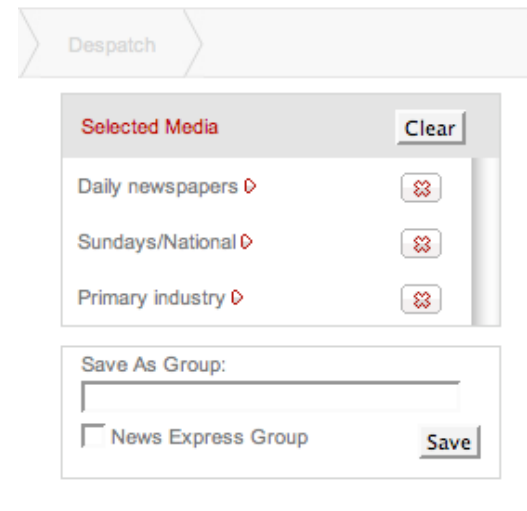 Despatch
Selected Media Clear
Daily newspapers
Sundays/National
Primary industry
Save As Group:
News Express Group Save